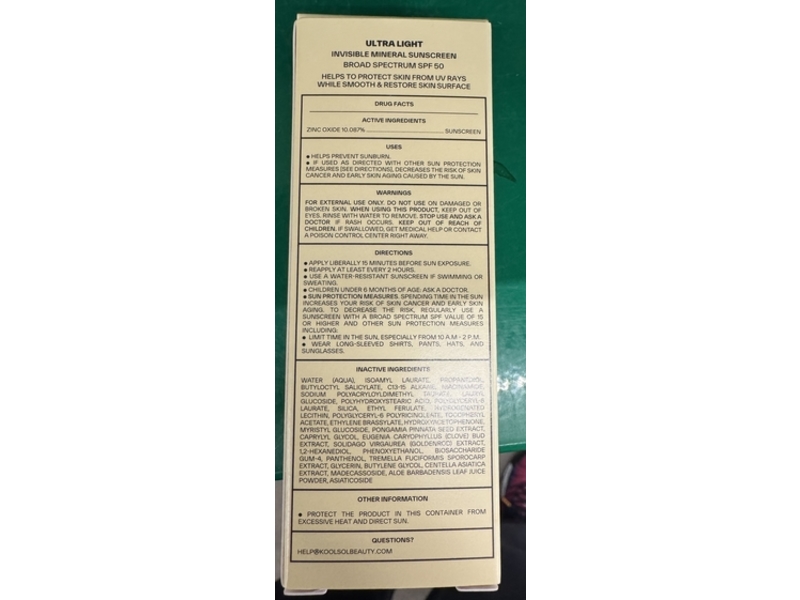 ULTRA LIGHT
INVISIBLE MINERAL SUNSCREEN
BROAD SPECTRUM SPF 50
HELPS TO PROTECT SKIN FROM UV RAYS
WHILE SMOOTH & RESTORE SKIN SURFACE
DRUG FACTS
ACTIVE INGREDIENTS
ZINC OXIDE 10.087% ........................ SUNSCREEN
USES
● HELPS PREVENT SUNBURN.
● IF USED AS DIRECTED WITH OTHER SUN PROTECTION
MEASURES [SEE DIRECTIONS], DECREASES THE RISK OF SKIN
CANCER AND EARLY SKIN AGING CAUSED BY THE SUN.
WARNINGS
FOR EXTERNAL USE ONLY. DO NOT USE ON DAMAGED OR
BROKEN SKIN. WHEN USING THIS PRODUCT, KEEP OUT OF
EYES. RINSE WITH WATER TO REMOVE. STOP USE AND ASK A
DOCTOR IF RASH OCCURS. KEEP OUT OF REACH OF
CHILDREN. IF SWALLOWED, GET MEDICAL HELP OR CONTACT
A POISON CONTROL CENTER RIGHT AWAY.
DIRECTIONS
● APPLY LIBERALLY 15 MINUTES BEFORE SUN EXPOSURE.
● REAPPLY AT LEAST EVERY 2 HOURS.
● USE A WATER-RESISTANT SUNSCREEN IF SWIMMING OR
SWEATING.
● CHILDREN UNDER 6 MONTHS OF AGE: ASK A DOCTOR.
● SUN PROTECTION MEASURES. SPENDING TIME IN THE SUN
INCREASES YOUR RISK OF SKIN CANCER AND EARLY SKIN
AGING. TO DECREASE THE RISK, REGULARLY USE A
SUNSCREEN WITH A BROAD SPECTRUM SPF VALUE OF 15
OR HIGHER AND OTHER SUN PROTECTION MEASURES
INCLUDING:
● LIMIT TIME IN THE SUN, ESPECIALLY FROM 10 A.M - 2 P.M.
● WEAR LONG-SLEEVED SHIRTS, PANTS, HATS, AND
SUNGLASSES.
INACTIVE INGREDIENTS
WATER (AQUA), ISOAMYL LAURATE, PROPANEDIOL,
BUTYLOCTYL SALICYLATE, C13-15 ALKANE, NIACINAMIDE,
SODIUM POLYACRYLOYLDIMETHYL TAURATE, LAURYL
GLUCOSIDE, POLYHYDROXYSTEARIC ACID, POLYGLYCERYL-6
LAURATE, SILICA, ETHYL FERULATE, HYDROGENATED
LECITHIN, POLYGLYCERYL-6 POLYRICINOLEATE, TOCOPHERYL
ACETATE, ETHYLENE BRASSYLATE, HYDROXYACETOPHENONE,
MYRISTYL GLUCOSIDE, PONGAMIA PINNATA SEED EXTRACT,
CAPRYLYL GLYCOL, EUGENIA CARYOPHYLLUS (CLOVE) BUD
EXTRACT, SOLIDAGO VIRGAUREA (GOLDENROD) EXTRACT,
1,2-HEXANEDIOL, PHENOXYETHANOL, BIOSACCHARIDE
GUM-4, PANTHENOL, TREMELLA FUCIFORMIS SPOROCARP
EXTRACT, GLYCERIN, BUTYLENE GLYCOL, CENTELLA ASIATICA
EXTRACT, MADECASSOSIDE, ALOE BARBADENSIS LEAF JUICE
POWDER, ASIATICOSIDE
OTHER INFORMATION
● PROTECT THE PRODUCT IN THIS CONTAINER FROM
EXCESSIVE HEAT AND DIRECT SUN.
QUESTIONS?
HELP@KOOLSOLBEAUTY.COM